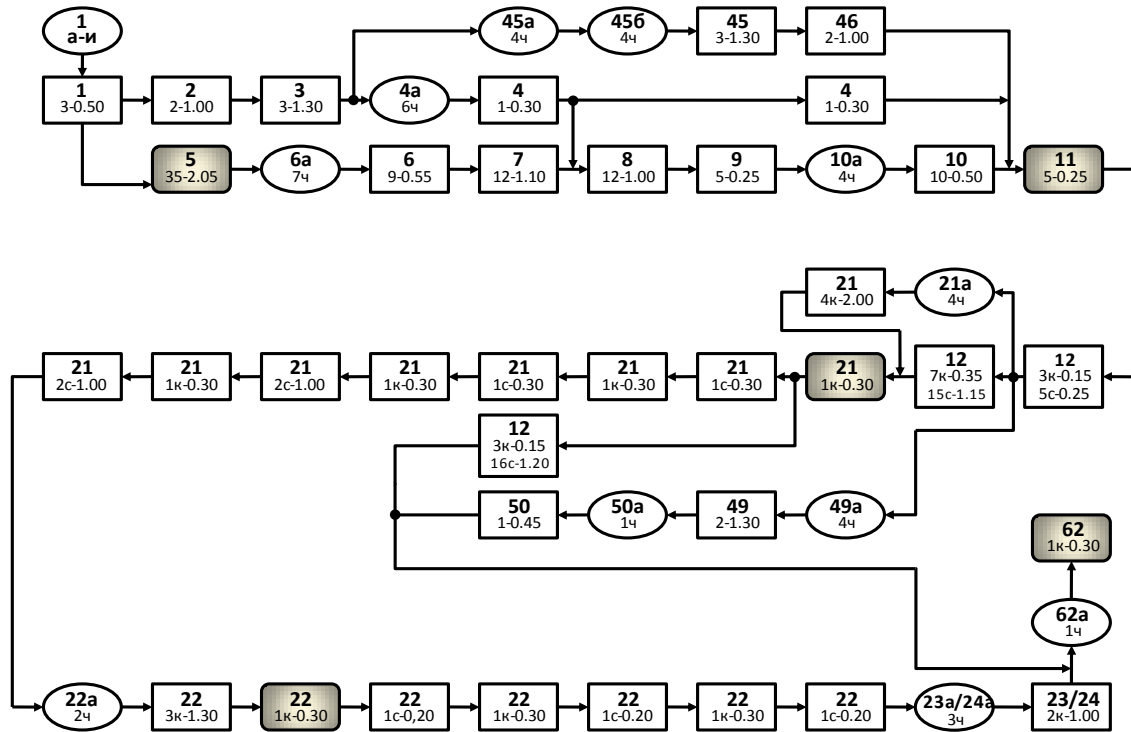 1
а-и
45а
4ч
45б
4ч
45
3-1.30
46
2-1.00
1
3-0.50
2
2-1.00
3
3-1.30
4а
6ч
4
1-0.30
4
1-0.30
5
35-2.05
6а
7ч
6
9-0.55
7
12-1.10
8
12-1.00
9
5-0.25
10а
4ч
10
10-0.50
11
5-0.25
21
4к-2.00
21а
4ч
21
2с-1.00
21
1к-0.30
21
2с-1.00
21
1к-0.30
21
1с-0.30
21
1к-0.30
21
1с-0.30
21
1к-0.30
12
7к-0.35
15с-1.15
12
3к-0.15
5с-0.25
12
3к-0.15
16с-1.20
50
1-0.45
50а
1ч
49
2-1.30
49а
4ч
62
1к-0.30
62а
1ч
22а
2ч
22
3к-1.30
22
1к-0.30
22
1с-0,20
22
1к-0.30
22
1с-0.20
22
1к-0.30
22
1с-0.20
23а/24а
3ч
23/24
2к-1.00